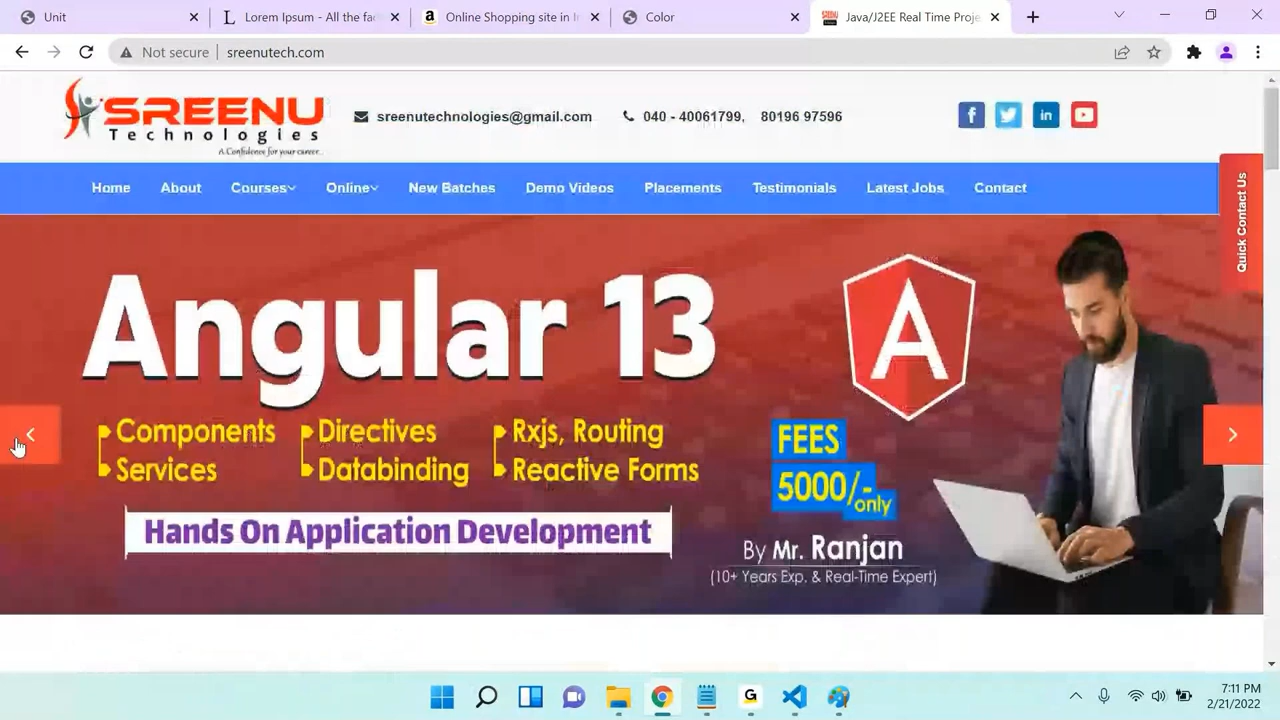 Unit
Lorem Ipsum - All the fa
Online Shopping site in In
Color
Java/J2EE Real Time Proje
Not secure
sreenutech.com
SREENU
Technologies
A Confidence for your career...
sreenutechnologies@gmail.com
040 - 40061799, 80196 97596
Home About Courses Online New Batches Demo Videos Placements Testimonials Latest Jobs Contact
Quick Contact Us
Angular 13
Components Directives Rxjs, Routing
Services Databinding Reactive Forms
FEES
5000/- only
Hands On Application Development
By Mr. Ranjan
(10+ Years Exp. & Real-Time Expert)
7:11 PM
2/21/2022